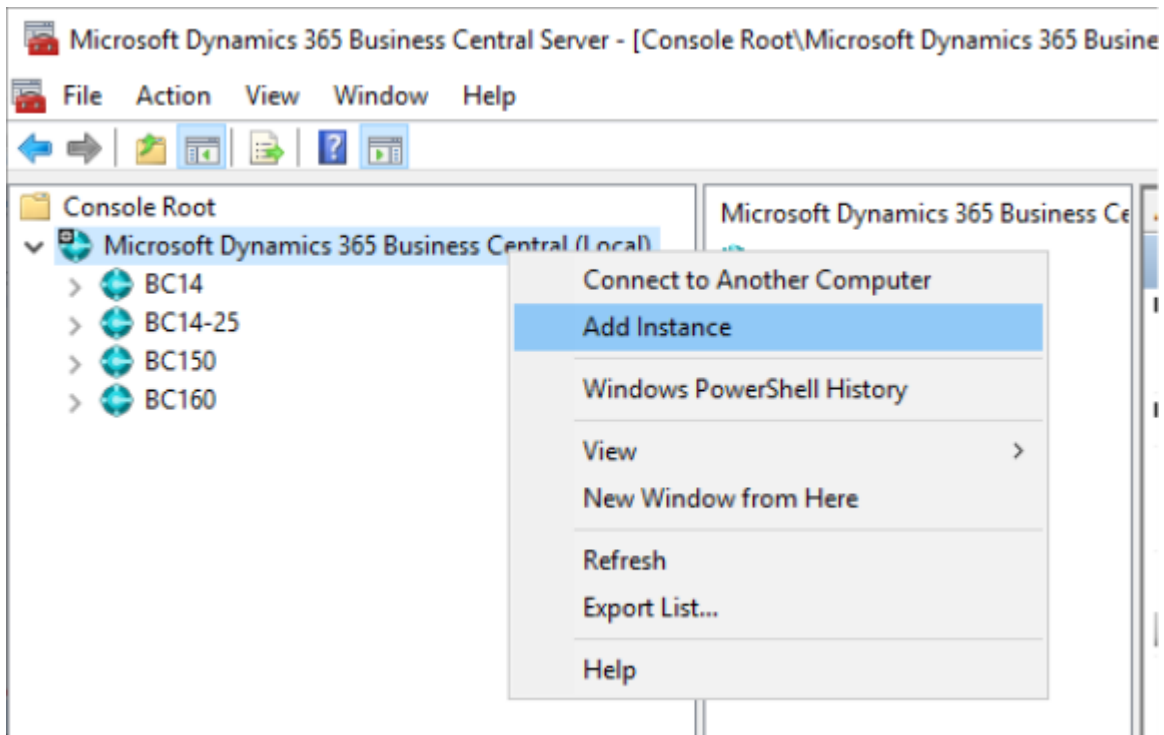 Microsoft Dynamics 365 Business Central Server - [Console Root\Microsoft Dynamics 365 Busine
File Action View Window Help
Console Root
Microsoft Dynamics 365 Business Central (Local)
BC14
BC14-25
BC150
BC160
Microsoft Dynamics 365 Business Ce
Connect to Another Computer
Add Instance
Windows PowerShell History
View
New Window from Here
Refresh
Export List...
Help